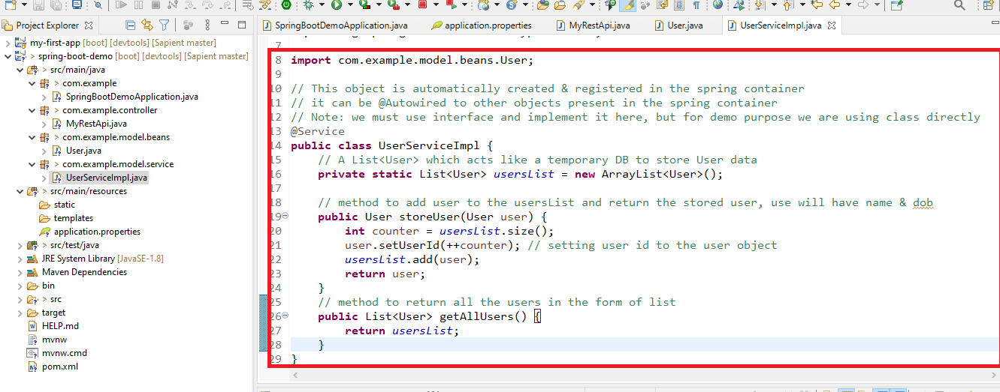 Project Explorer
SpringBootDemoApplication.java
application.properties
MyRestApi.java
User.java
UserServiceImpl.java
my-first-app [boot] [devtools] [Sapient master]
> spring-boot-demo [boot] [devtools] [Sapient master]
> src/main/java
> com.example
> SpringBootDemoApplication.java
> com.example.controller
> MyRestApi.java
> com.example.model.beans
> User.java
> com.example.model.service
UserServiceImpl.java
> src/main/resources
static
templates
application.properties
> src/test/java
JRE System Library [JavaSE-1.8]
Maven Dependencies
bin
> src
target
HELP.md
mvnw
mvnw.cmd
pom.xml
7
8 import com.example.model.beans.User;
9
10 // This object is automatically created & registered in the spring container
11 // it can be @Autowired to other objects present in the spring container
12 // Note: we must use interface and implement it here, but for demo purpose we are using class directly
13 @Service
14 public class UserServiceImpl {
15 // A List<User> which acts like a temporary DB to store User data
16 private static List<User> usersList = new ArrayList<User>();
17
18 // method to add user to the usersList and return the stored user, use will have name & dob
19 public User storeUser(User user) {
20 int counter = usersList.size();
21 user.setUserId(++counter); // setting user id to the user object
22 usersList.add(user);
23 return user;
24 }
25 // method to return all the users in the form of list
26 public List<User> getAllUsers() {
27 return usersList;
28 }
29 }